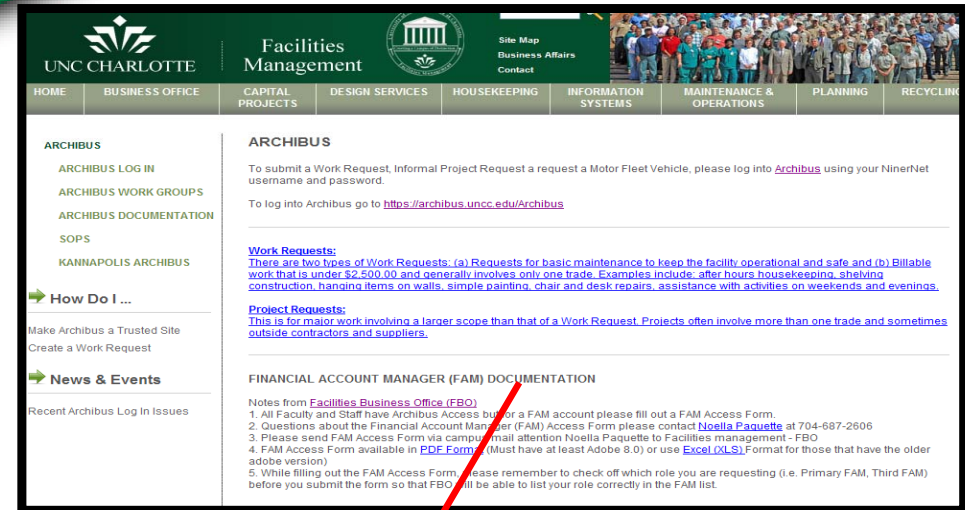 UNC CHARLOTTE
Facilities
Management
Site Map
Business Affairs
Contact
HOME
BUSINESS OFFICE
CAPITAL
PROJECTS
DESIGN SERVICES
HOUSEKEEPING
INFORMATION
SYSTEMS
MAINTENANCE &
OPERATIONS
PLANNING
RECYCLING
ARCHIBUS
ARCHIBUS LOG IN
ARCHIBUS WORK GROUPS
ARCHIBUS DOCUMENTATION
SOPS
KANNAPOLIS ARCHIBUS
How Do I ...
Make Archibus a Trusted Site
Create a Work Request
News & Events
Recent Archibus Log In Issues
ARCHIBUS
To submit a Work Request, Informal Project Request a request a Motor Fleet Vehicle, please log into Archibus using your NinerNet
username and password.
To log into Archibus go to https://archibus.uncc.edu/Archibus
Work Requests:
There are two types of Work Requests: (a) Requests for basic maintenance to keep the facility operational and safe and (b) Billable
work that is under $2,500.00 and generally involves only one trade. Examples include: after hours housekeeping, shelving
construction, hanging items on walls, simple painting, chair and desk repairs, assistance with activities on weekends and evenings.
Project Requests:
This is for major work involving a larger scope than that of a Work Request. Projects often involve more than one trade and sometimes
outside contractors and suppliers.
FINANCIAL ACCOUNT MANAGER (FAM) DOCUMENTATION
Notes from Facilities Business Office (FBO)
1. All Faculty and Staff have Archibus Access but for a FAM account please fill out a FAM Access Form.
2. Questions about the Financial Account Manager (FAM) Access Form please contact Noella Paquette at 704-687-2606
3. Please send FAM Access Form via campus mail attention Noella Paquette to Facilities management - FBO
4. FAM Access Form available in PDF Format (Must have at least Adobe 8.0) or use Excel (XLS) Format for those that have the older
adobe version)
5. While filling out the FAM Access Form, please remember to check off which role you are requesting (i.e. Primary FAM, Third FAM)
before you submit the form so that FBO will be able to list your role correctly in the FAM list.